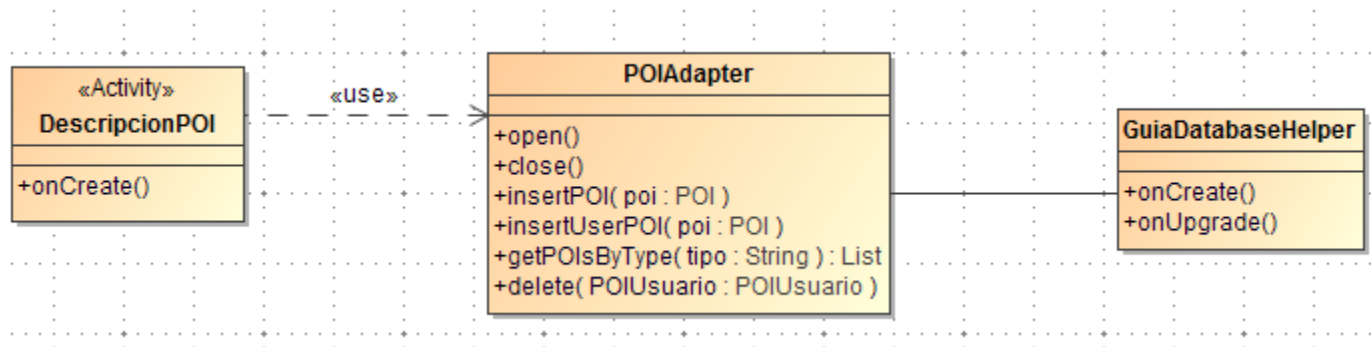 «Activity»
DescripcionPOI
+onCreate()
«use»
POIAdapter
+open()
+close()
+insertPOI( poi : POI )
+insertUserPOI( poi : POI )
+getPOIsByType( tipo : String ) : List
+delete( POIUsuario : POIUsuario )
GuiaDatabaseHelper
+onCreate()
+onUpgrade()